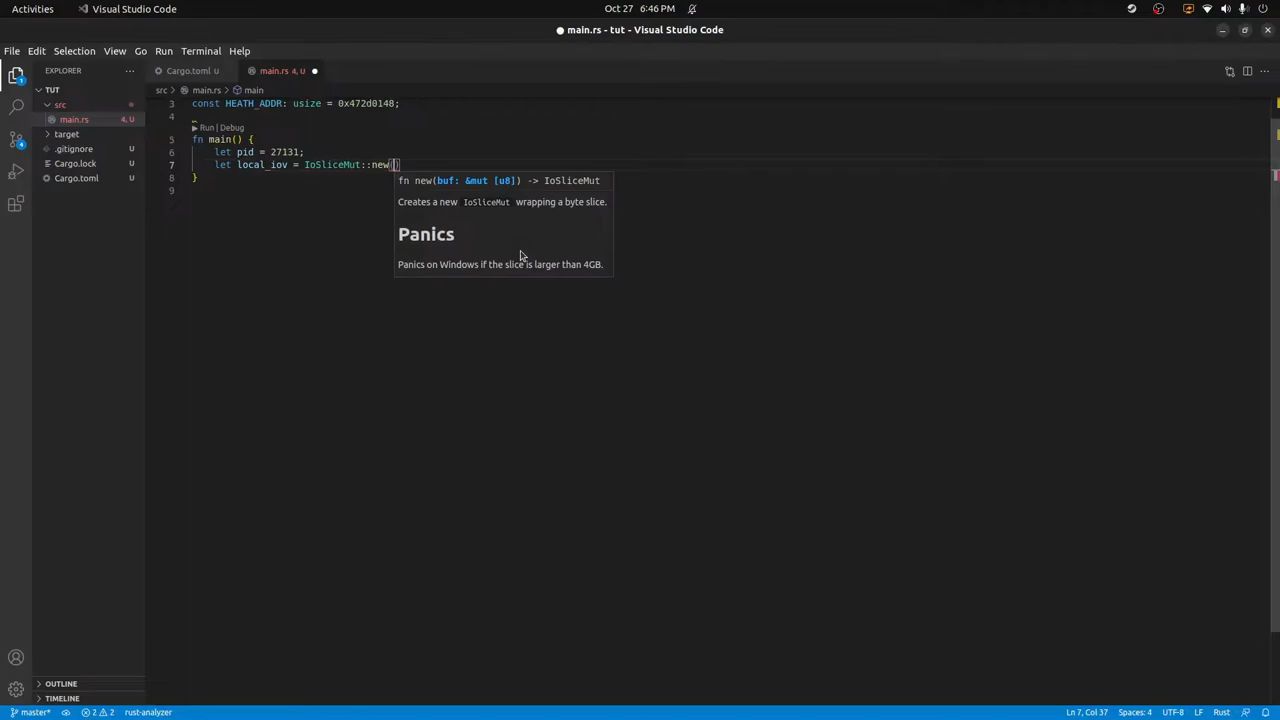 Activities
Visual Studio Code
Oct 27 6:46 PM
main.rs - tut - Visual Studio Code
File Edit Selection View Go Run Terminal Help
EXPLORER
Cargo.toml U
main.rs 4, U
TUT
src > main.rs > main
src
main.rs 4, U
target
.gitignore U
Cargo.lock U
Cargo.toml U
1
4
3 const HEATH_ADDR: usize = 0x472d0148;
4
Run | Debug
5 fn main() {
6 let pid = 27131;
7 let local_iov = IoSliceMut::new()
8 }
9
fn new(buf: &mut [u8]) -> IoSliceMut
Creates a new IoSliceMut wrapping a byte slice.
Panics
Panics on Windows if the slice is larger than 4GB.
OUTLINE
TIMELINE
master* 2 2 rust-analyzer
Ln 7, Col 37 Spaces: 4 UTF-8 LF Rust